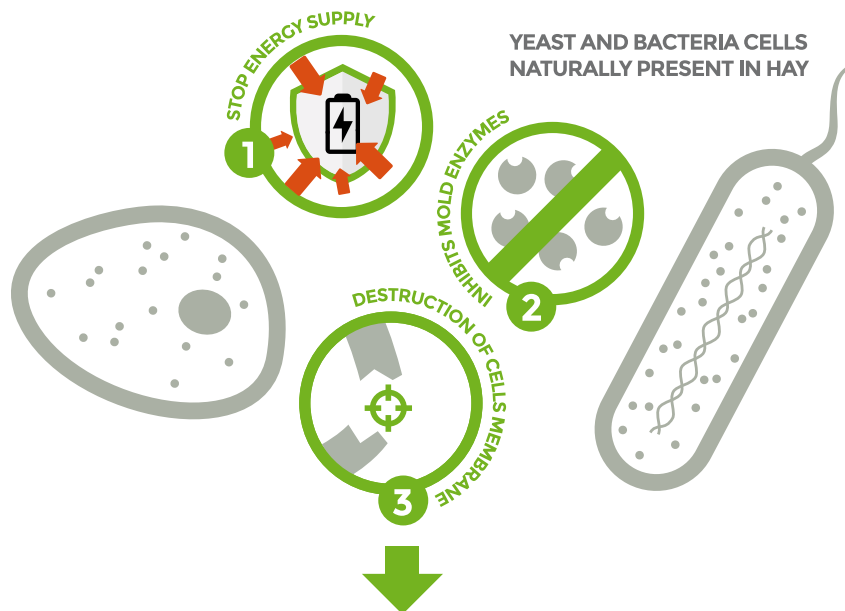 YEAST AND BACTERIA CELLS
NATURALLY PRESENT IN HAY
STOP ENERGY SUPPLY
1
INHIBITS MOLD ENZYMES
2
DESTRUCTION OF CELLS MEMBRANE
3